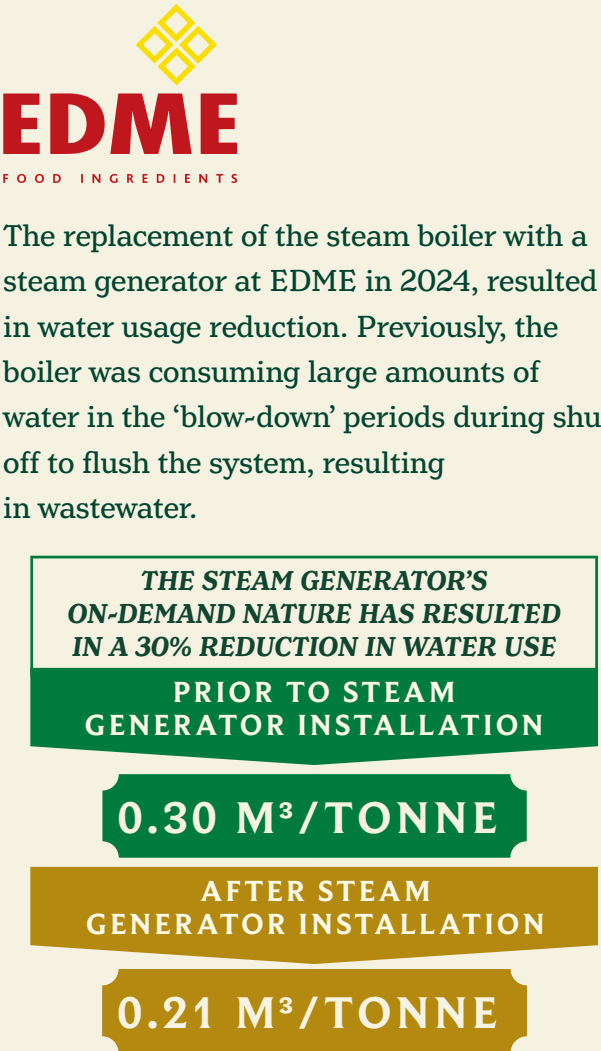 EDME
FOOD INGREDIENTS
The replacement of the steam boiler with a
steam generator at EDME in 2024, resulted
in water usage reduction. Previously, the
boiler was consuming large amounts of
water in the ‘blow-down’ periods during shu
off to flush the system, resulting
in wastewater.
THE STEAM GENERATOR’S
ON-DEMAND NATURE HAS RESULTED
IN A 30% REDUCTION IN WATER USE
PRIOR TO STEAM
GENERATOR INSTALLATION
0.30 M³/TONNE
AFTER STEAM
GENERATOR INSTALLATION
0.21 M³/TONNE